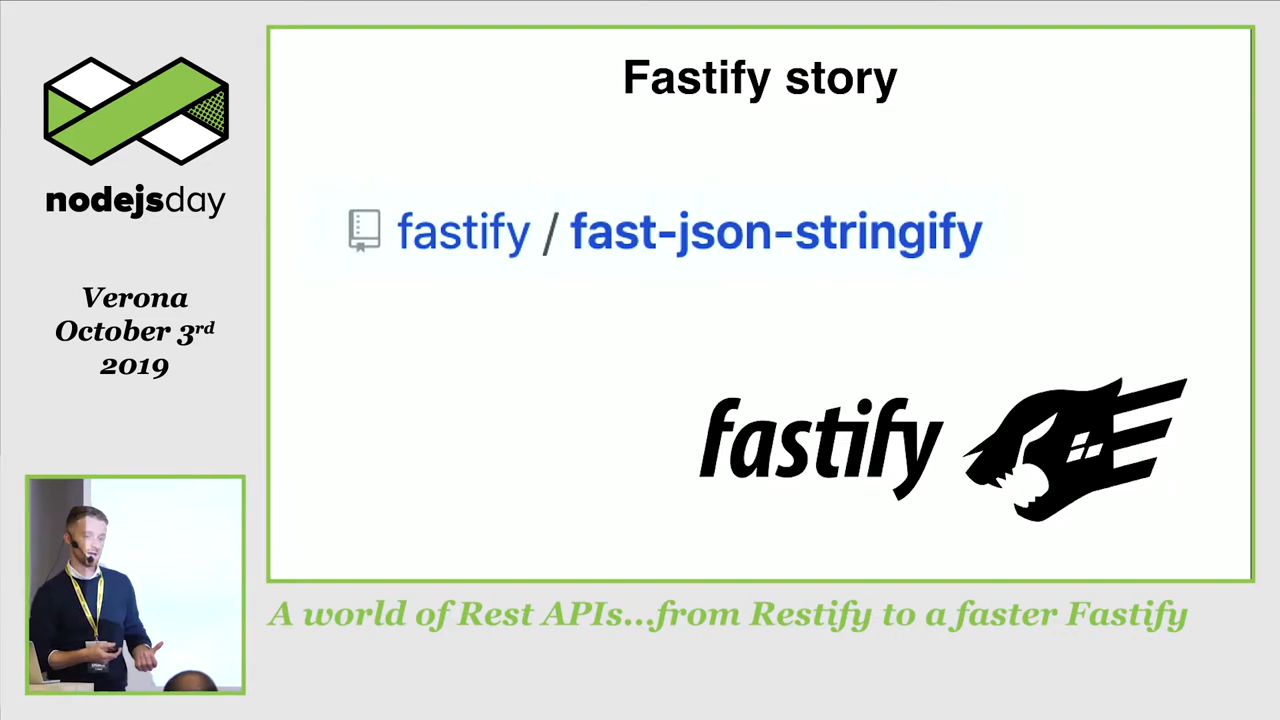 Fastify story
fastify / fast-json-stringify
fastify
nodejsday
Verona
October 3rd
2019
A world of Rest APIs...from Restify to a faster Fastify